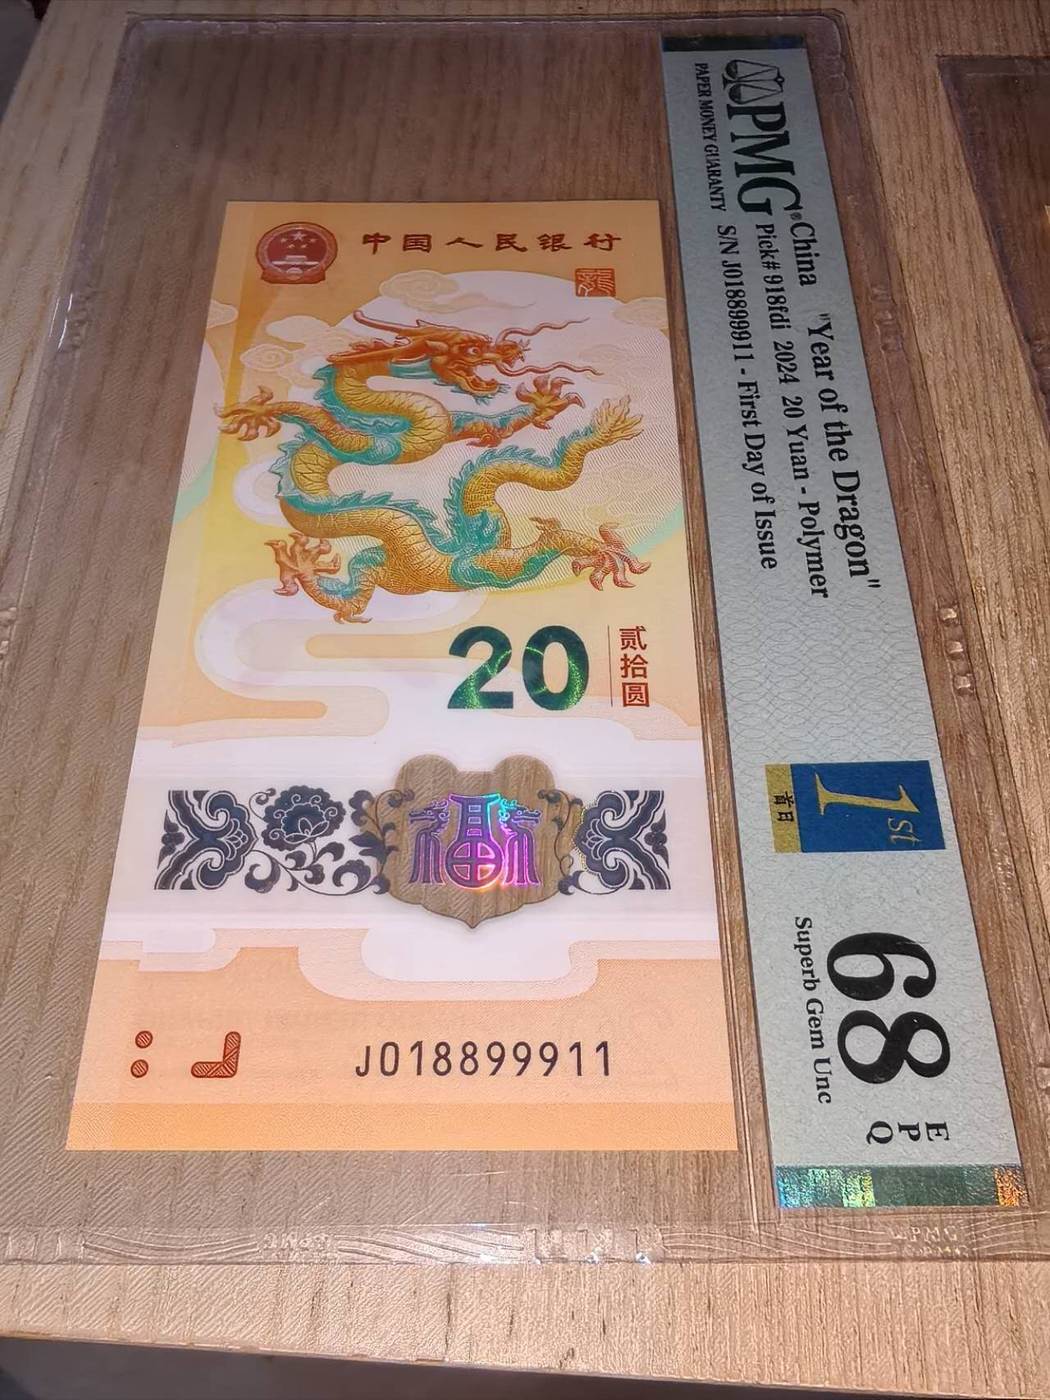 中国人民银行
20
贰拾圆
J018899911
PMG®
PAPER MONEY GUARANTY
China "Year of the Dragon"
Pick# 918fdi 2024 20 Yuan - Polymer
S/N J018899911 - First Day of Issue
1st
首日
68 EPQ
Superb Gem Unc
PMG